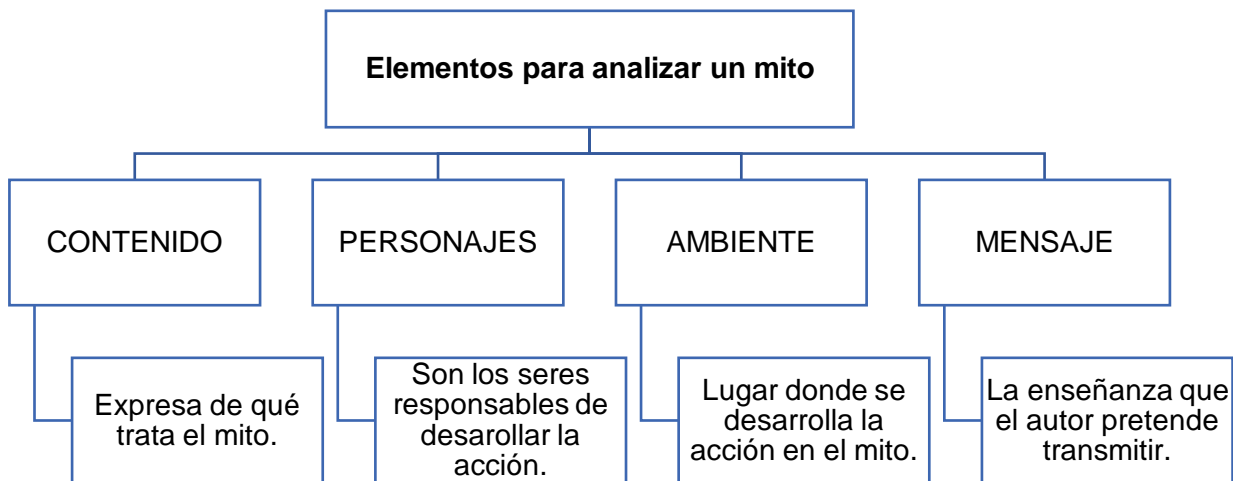 Elementos para analizar un mito
CONTENIDO
PERSONAJES
AMBIENTE
MENSAJE
Expresa de qué
trata el mito.
Son los seres
responsables de
desarollar la
acción.
Lugar donde se
desarrolla la
acción en el mito.
La enseñanza que
el autor pretende
transmitir.